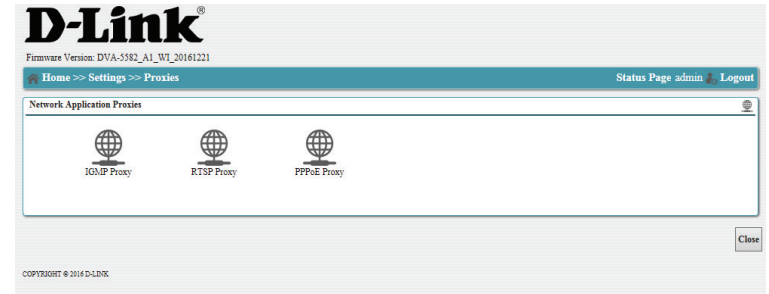 D-Link®
Firmware Version: DVA-5582_A1_WI_20161221
Home >> Settings >> Proxies
Status Page admin Logout
Network Application Proxies
IGMP Proxy
RTSP Proxy
PPPoE Proxy
Close
COPYRIGHT © 2016 D-LINK